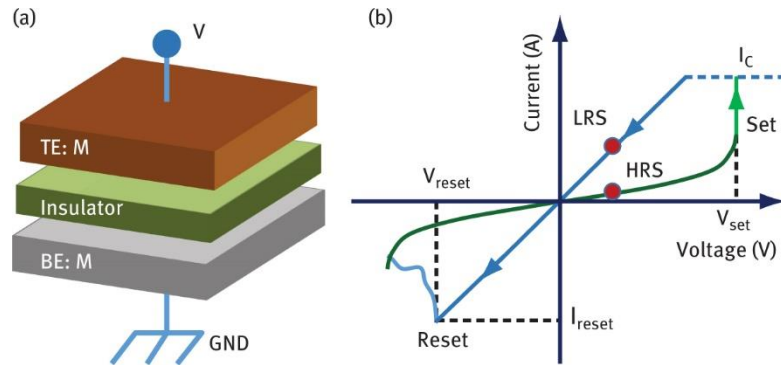 (a)
V
TE: M
Insulator
BE: M
GND
(b)
Current (A)
I_C
LRS
Set
HRS
V_reset
V_set
Voltage (V)
I_reset
Reset